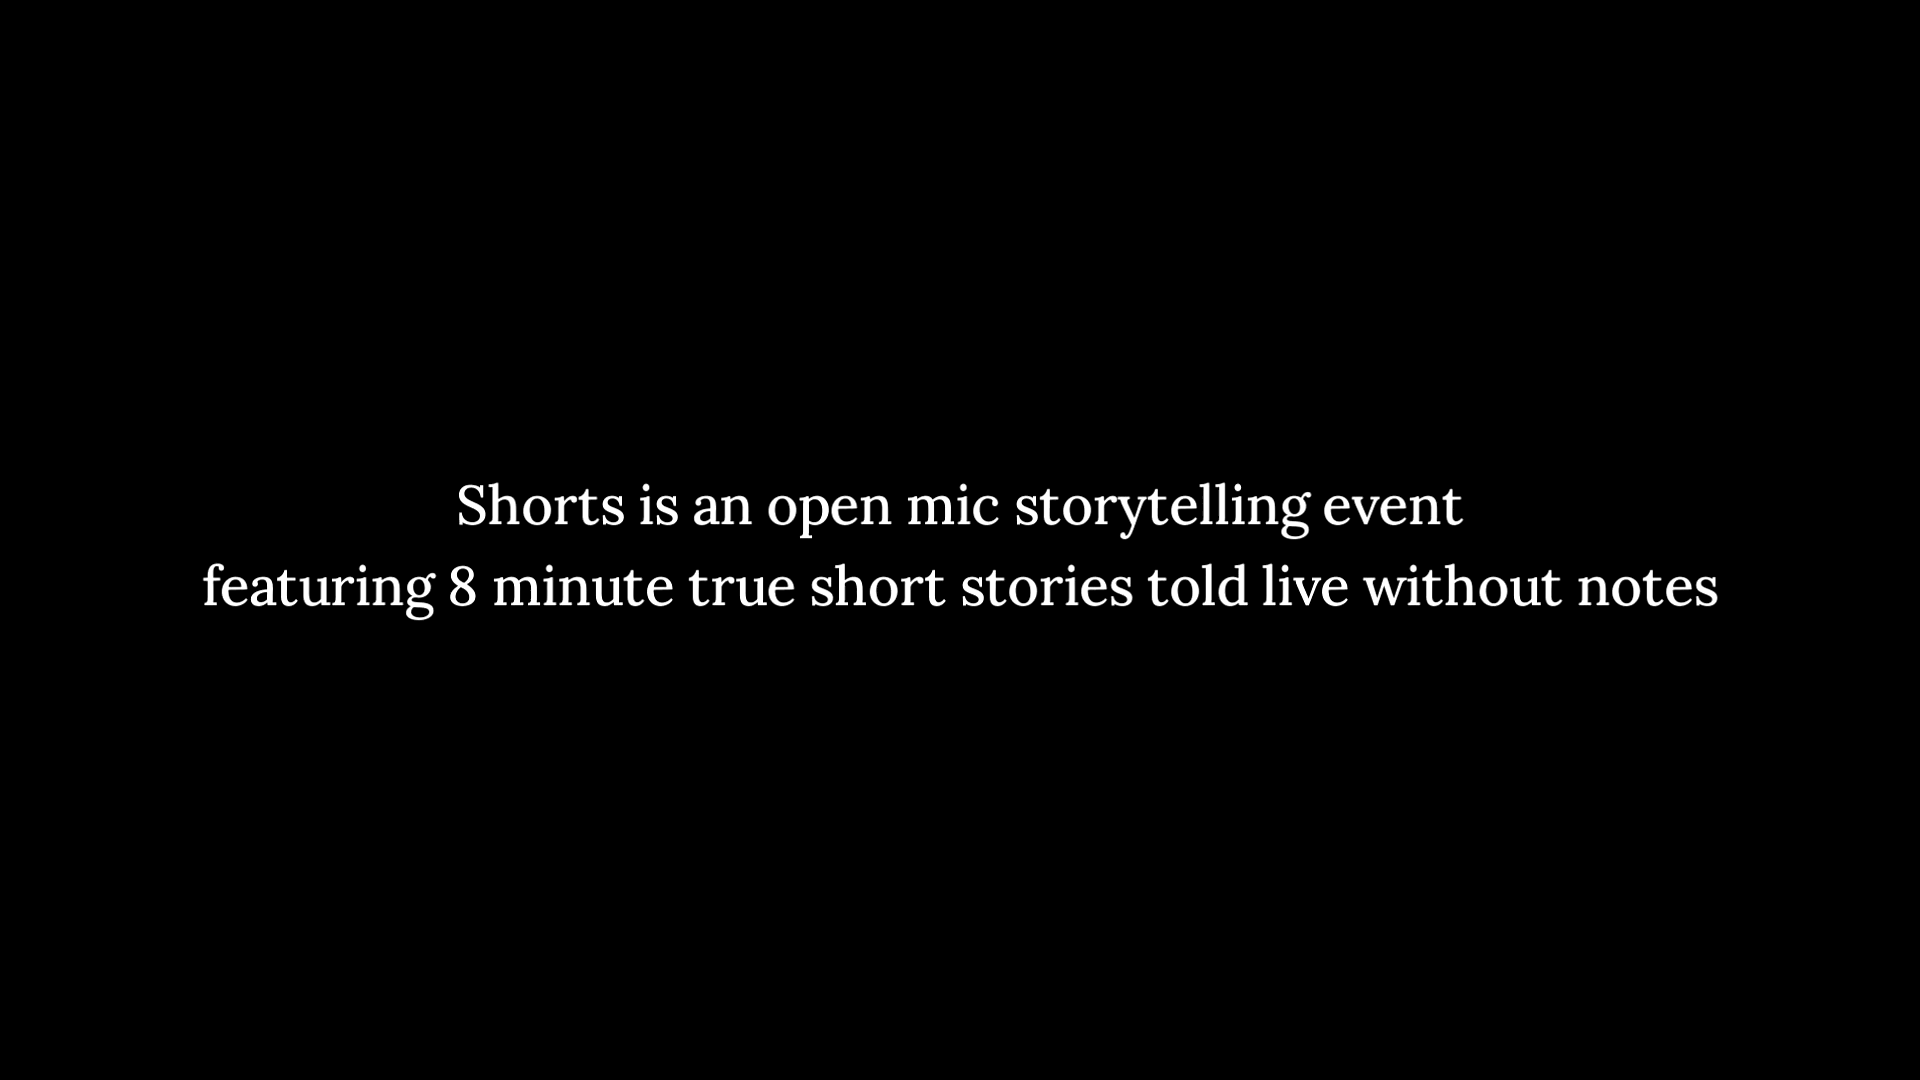 Shorts is an open mic storytelling event
featuring 8 minute true short stories told live without notes